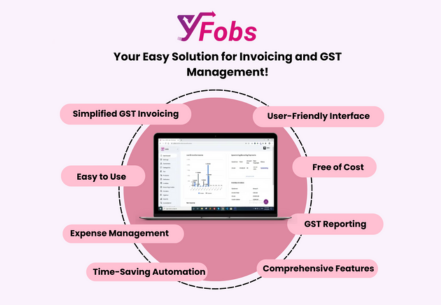 Fobs
Your Easy Solution for Invoicing and GST
Management!
Simplified GST Invoicing
User-Friendly Interface
Easy to Use
Free of Cost
Expense Management
GST Reporting
Time-Saving Automation
Comprehensive Features